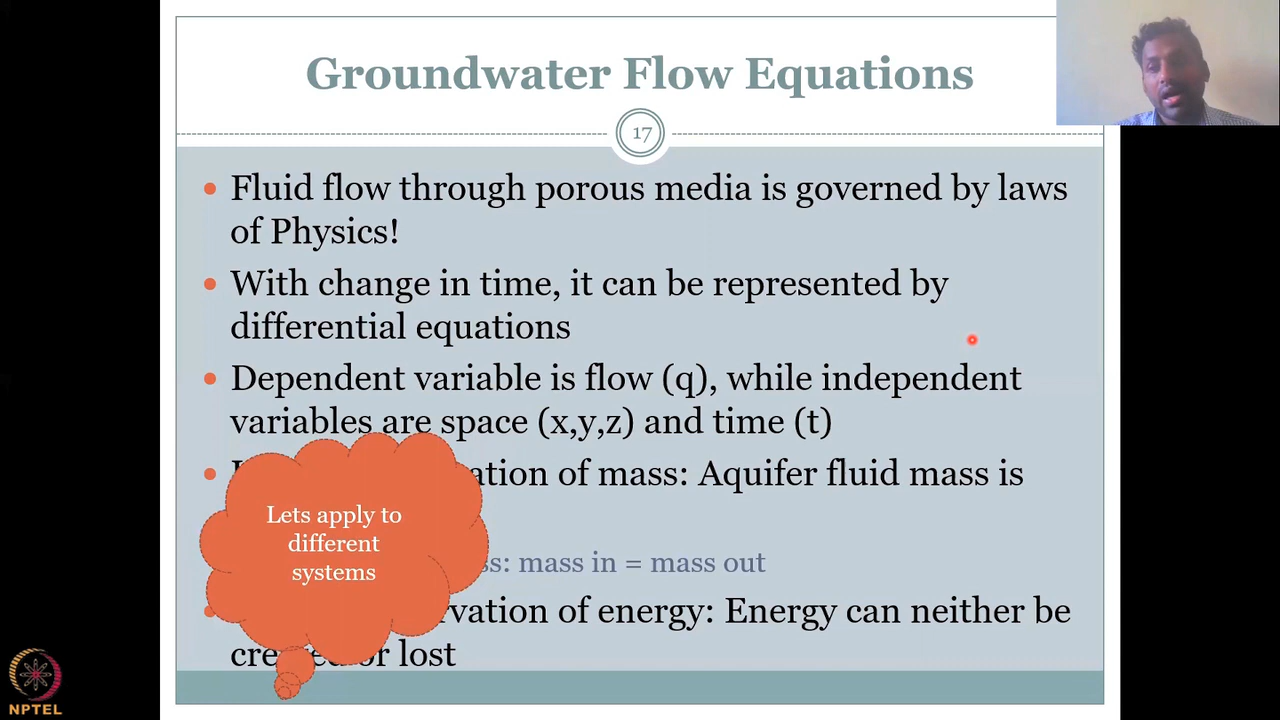 Groundwater Flow Equations
17
• Fluid flow through porous media is governed by laws
of Physics!
• With change in time, it can be represented by
differential equations
• Dependent variable is flow (q), while independent
variables are space (x,y,z) and time (t)
of mass: Aquifer fluid mass is
mass in = mass out
of energy: Energy can neither be
or lost
Lets apply to
different
systems
NPTEL